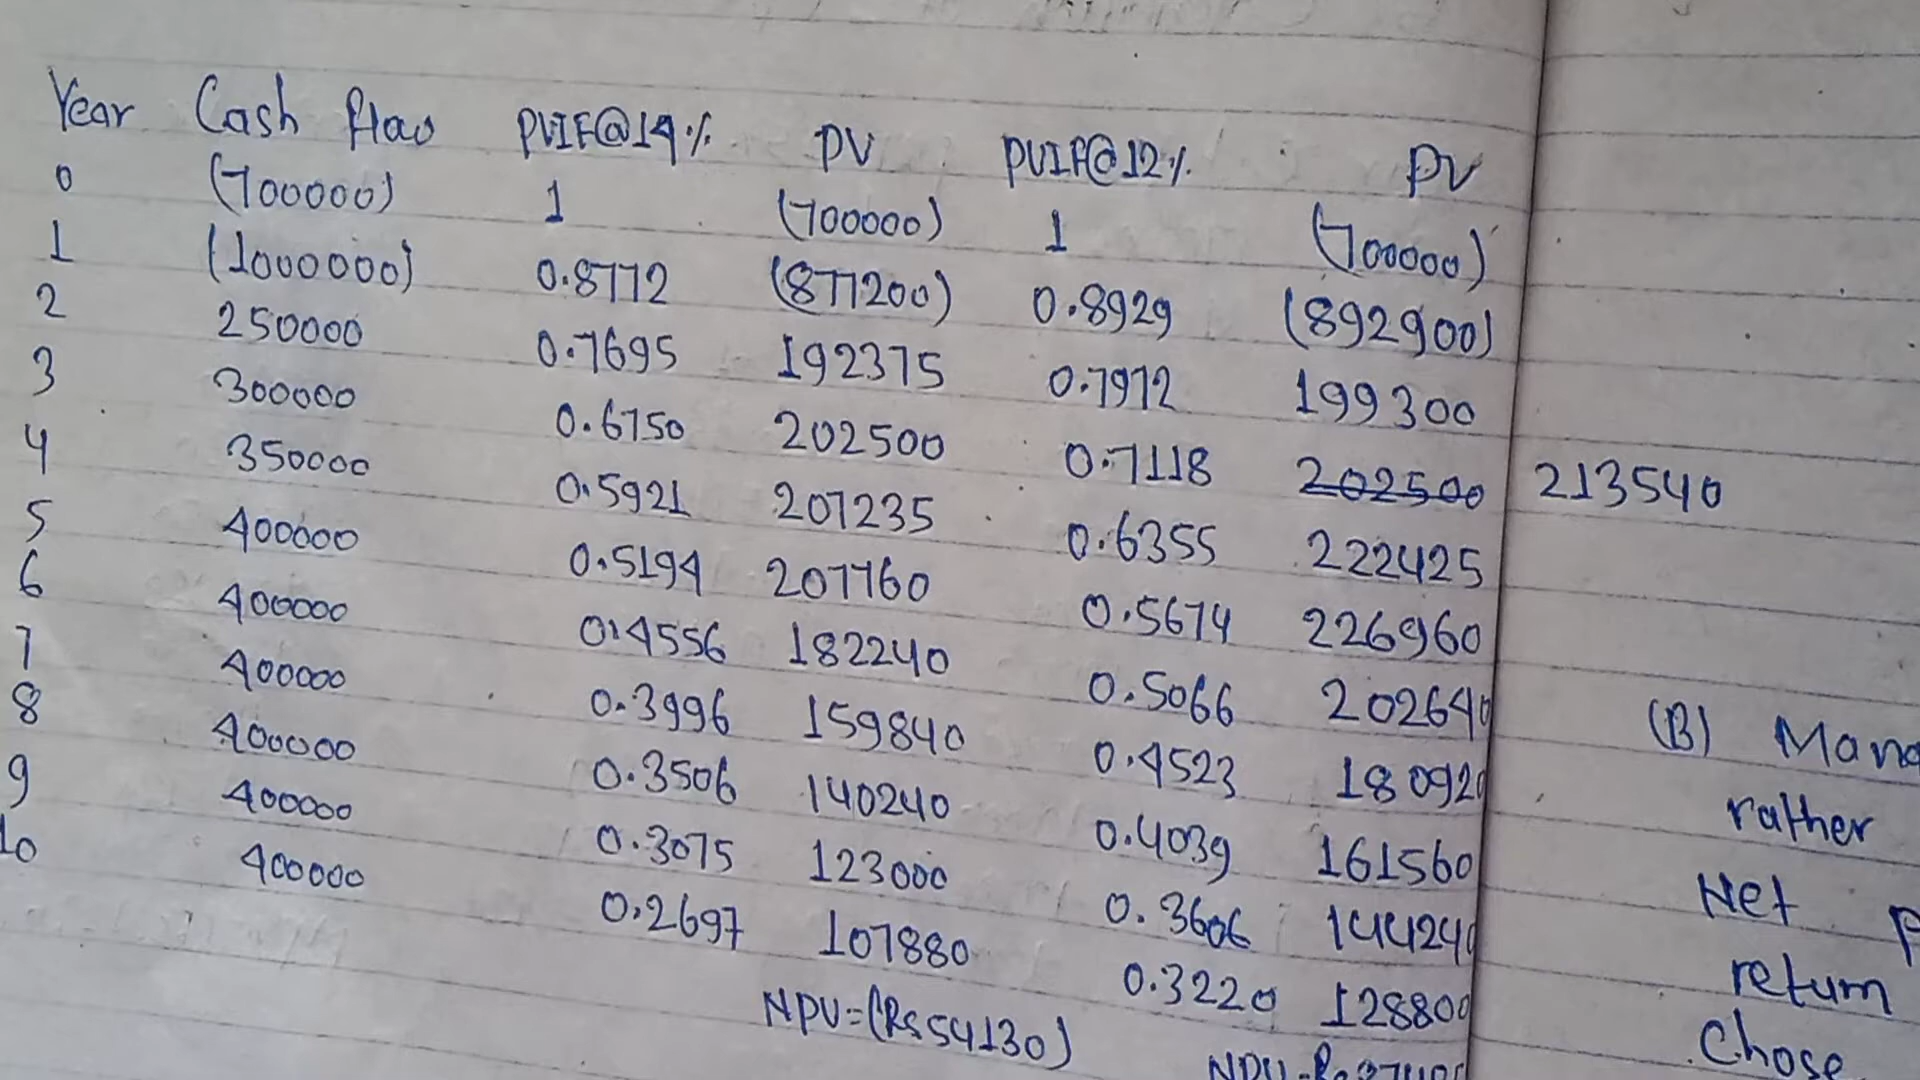 Year Cash flow PVIF@14% PV PVIF@12% PV
0 (700000) 1 (700000) 1 (700000)
1 (1000000) 0.8772 (877200) 0.8929 (892900)
2 250000 0.7695 192375 0.7972 199300
3 300000 0.6750 202500 0.7118 202500 213540
4 350000 0.5921 207235 0.6355 222425
5 400000 0.5194 207760 0.5674 226960
6 400000 0.4556 182240 0.5066 202640
7 400000 0.3996 159840 0.4523 180920
8 400000 0.3506 140240 0.4039 161560
9 400000 0.3075 123000 0.3606 144240
10 400000 0.2697 107880 0.3220 128800
NPV=(Rs54130)
(B)
rather
Net
return
Chose